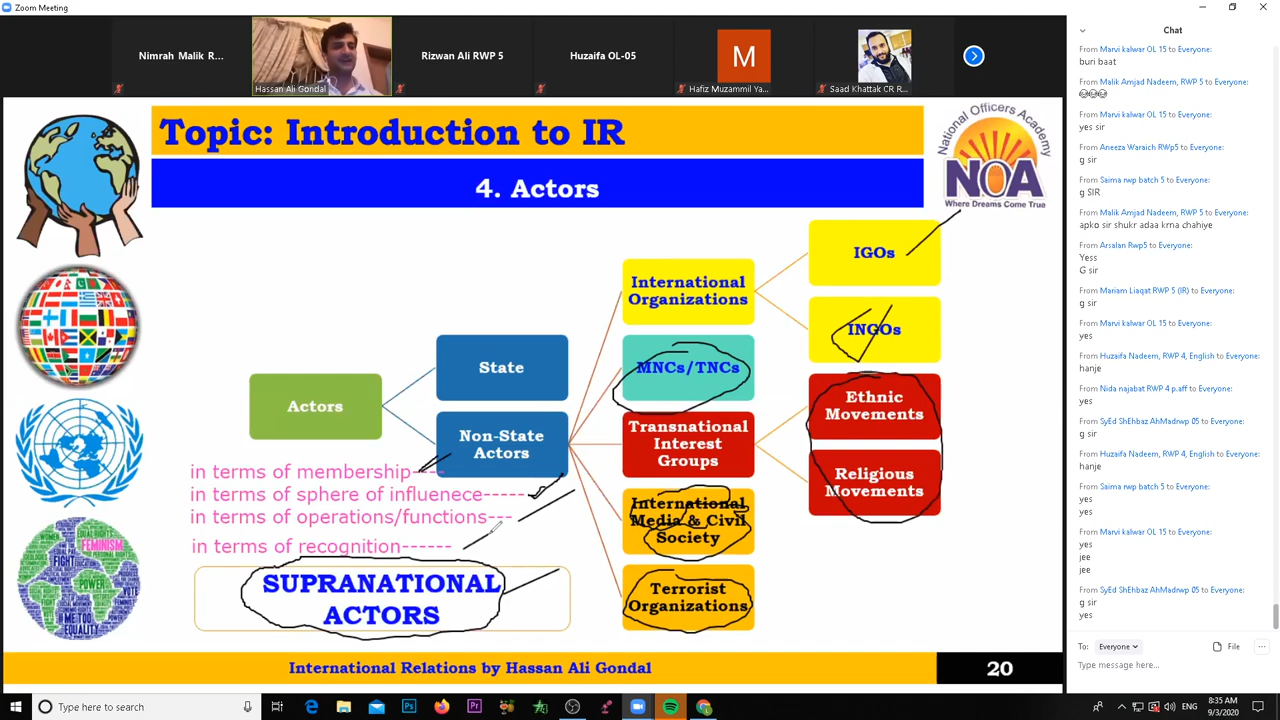 Zoom Meeting
Chat
Nimrah Malik R...
Hassan Ali Gondal
Rizwan Ali RWP 5
Huzaifa OL-05
M
Hafiz Muzammil Ya...
Saad Khattak CR R...
Topic: Introduction to IR
4. Actors
National Officers Academy
NOA
Where Dreams Come True
Actors
State
Non-State
Actors
International
Organizations
MNCs/TNCs
Transnational
Interest
Groups
International
Media & Civil
Society
Terrorist
Organizations
IGOs
INGOs
Ethnic
Movements
Religious
Movements
in terms of membership----
in terms of sphere of influenece-----
in terms of operations/functions---
in terms of recognition------
SUPRANATIONAL
ACTORS
FEMINISM
POWER
ME TOO
EQUALITY
International Relations by Hassan Ali Gondal
20
From Marvi kalwar OL 15 to Everyone:
buri baat
From Malik Amjad Nadeem, RWP 5 to Everyone:
😂😂😂
From Marvi kalwar OL 15 to Everyone:
yes sir
From Aneeza Waraich RWp5 to Everyone:
g sir
From Saima rwp batch 5 to Everyone:
g SIR
From Malik Amjad Nadeem, RWP 5 to Everyone:
apko sir shukr adaa krna chahiye
From Arsalan Rwp5 to Everyone:
Yess
G sir
From Mariam Liaqat RWP 5 (IR) to Everyone:
g sir
From Marvi kalwar OL 15 to Everyone:
yes
From Huzaifa Nadeem, RWP 4, English to Everyone:
hanje
From Nida najabat RWP 4 p.aff to Everyone:
yes
From SyEd ShEhbaz AhMadnwp 05 to Everyone:
g sir
From Huzaifa Nadeem, RWP 4, English to Everyone:
hanje
From Saima rwp batch 5 to Everyone:
yes
yes
From Marvi kalwar OL 15 to Everyone:
yes
jee
jee
From SyEd ShEhbaz AhMadnwp 05 to Everyone:
g sir
yes
To: Everyone
File
Type message here...
Type here to search
ENG
8:35 AM
9/3/2020